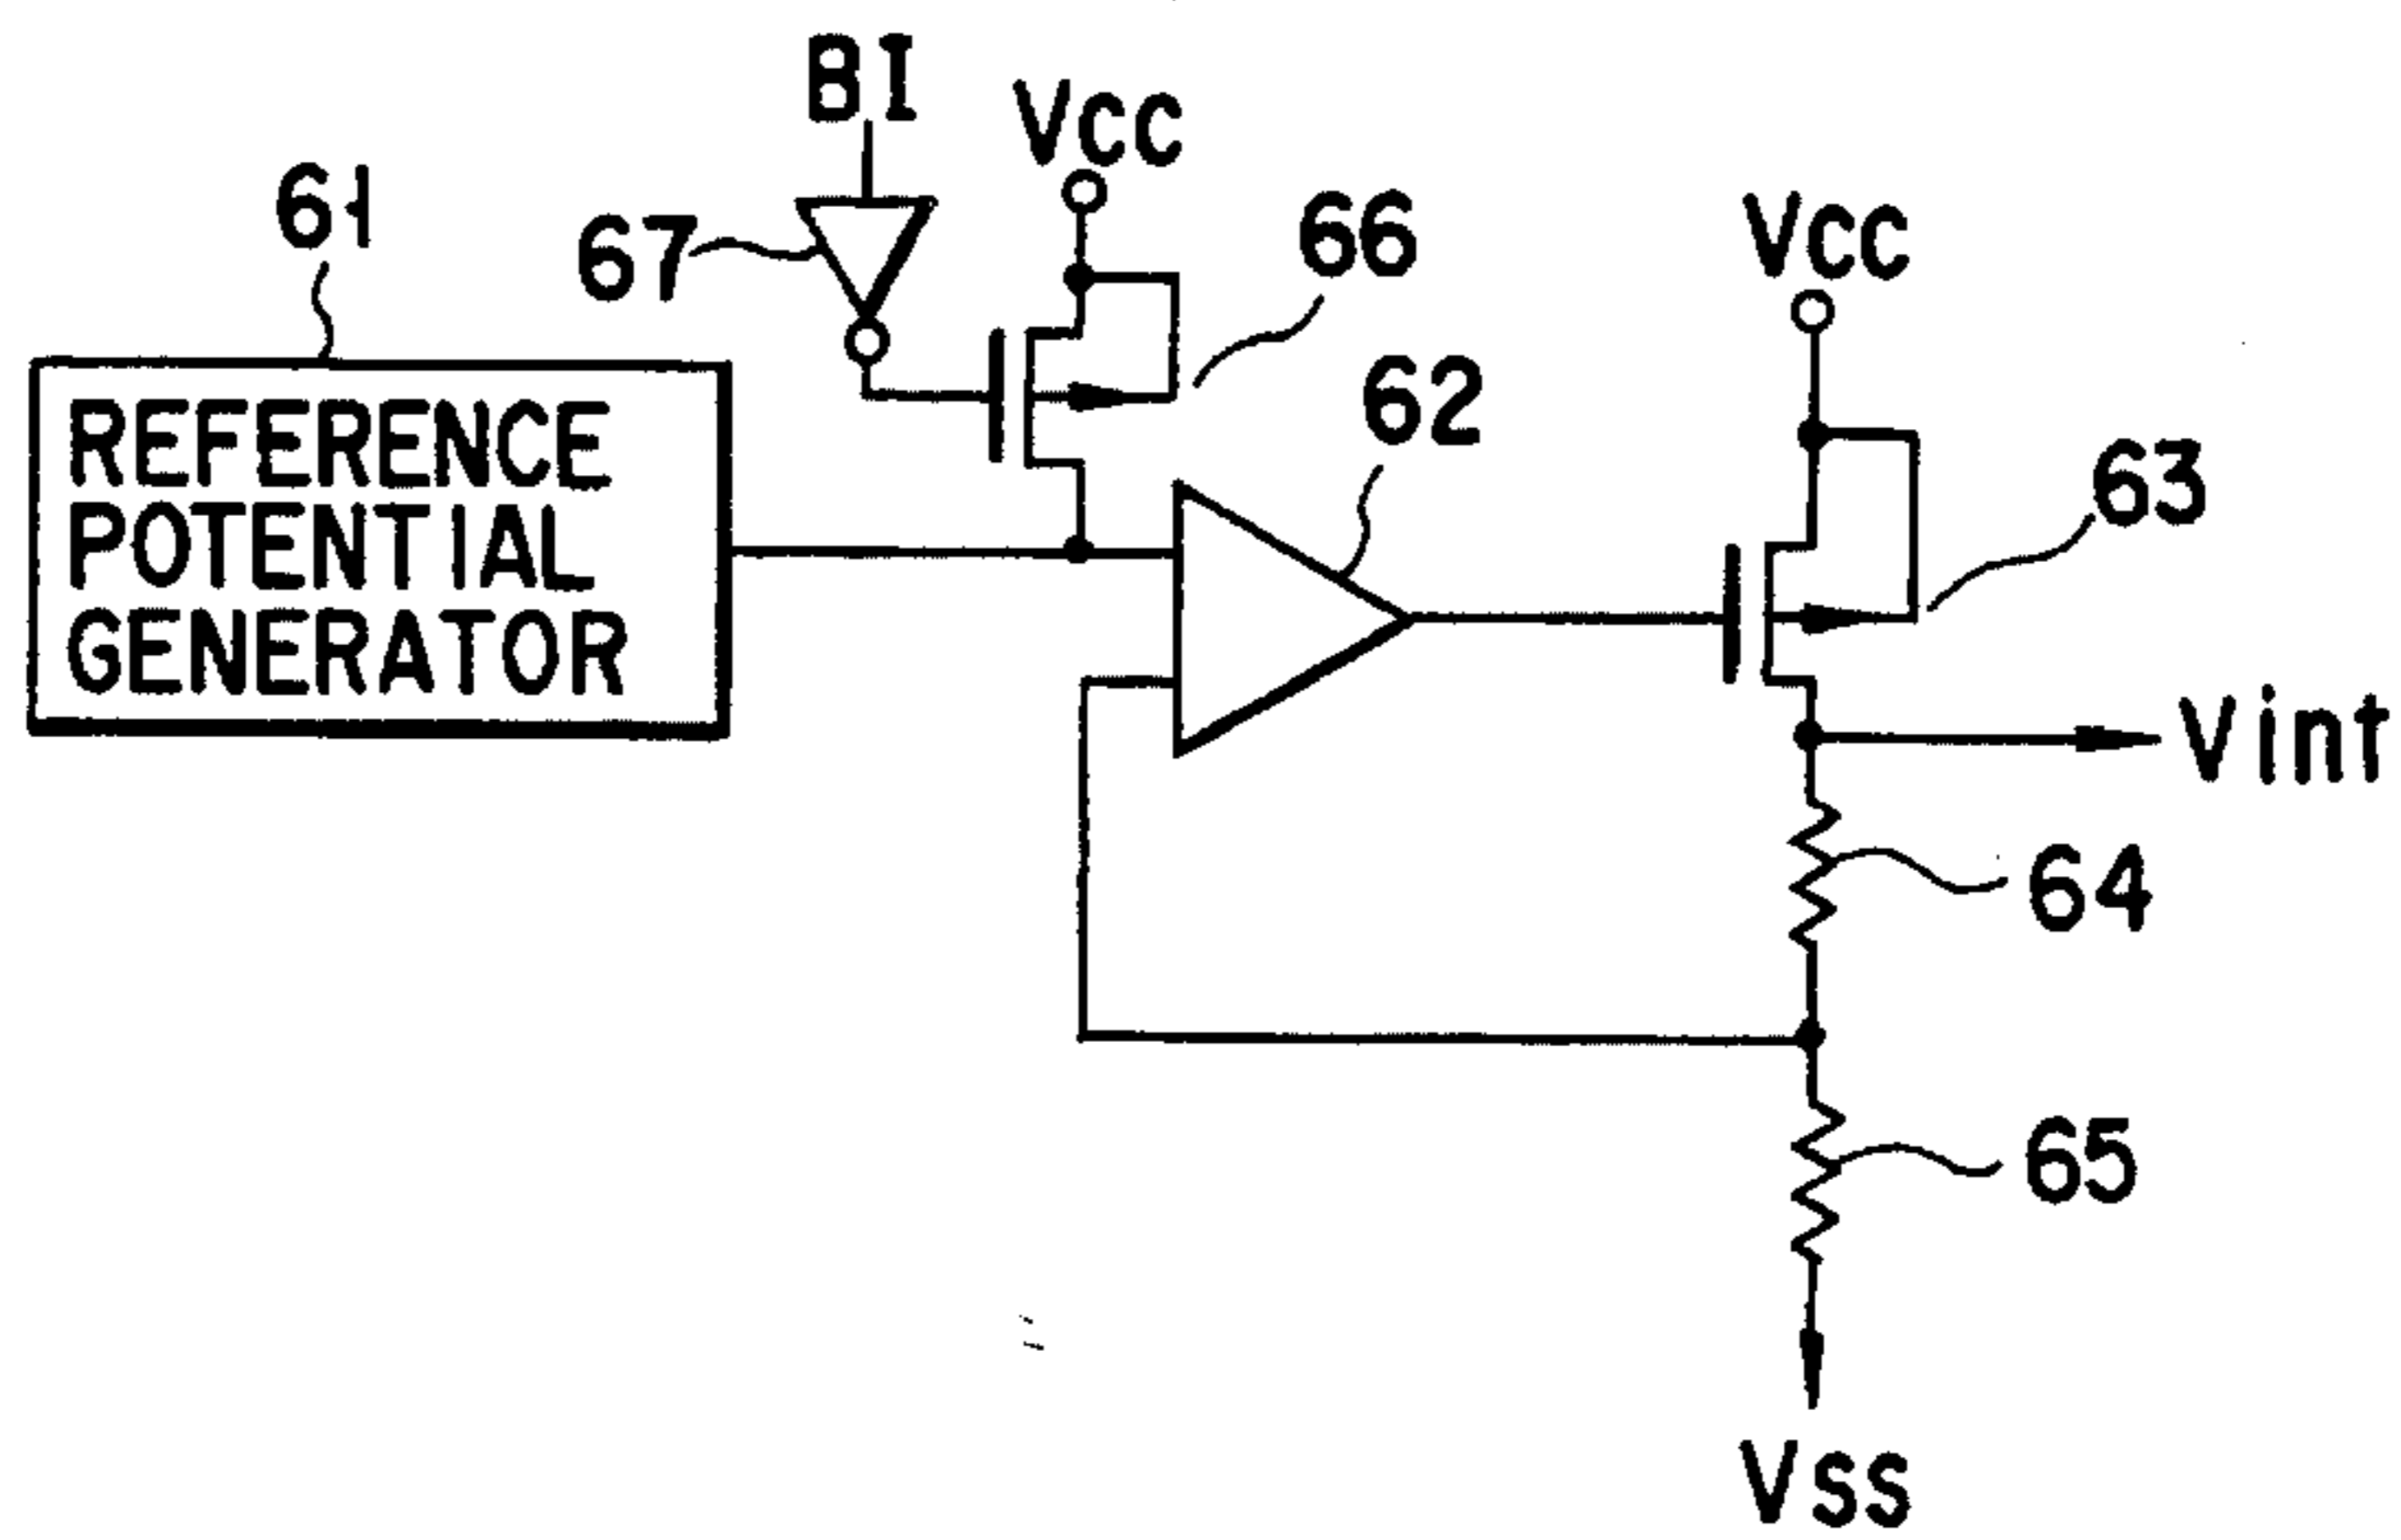 BI
VCC
61
67
66
VCC
62
REFERENCE
POTENTIAL
GENERATOR
63
Vint
64
65
VSS